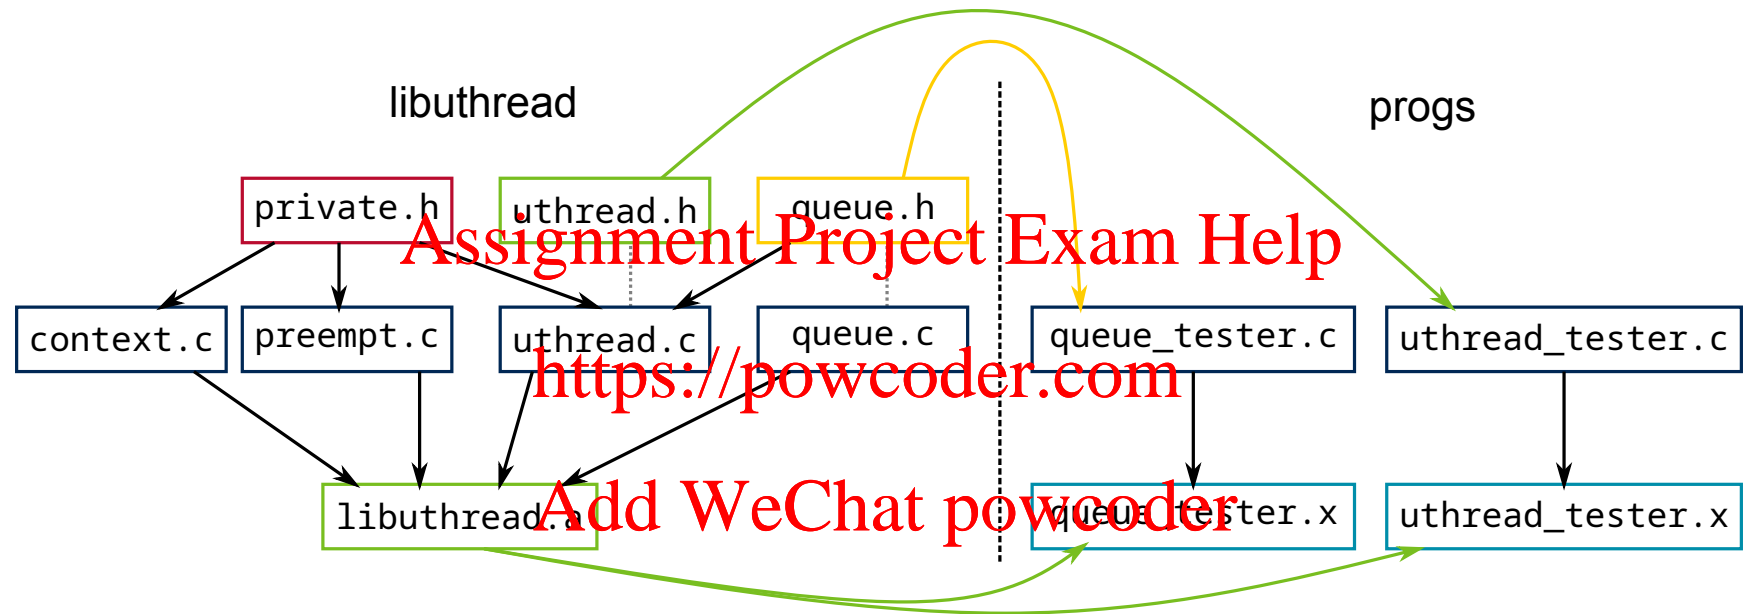 libuthread
progs
private.h
uthread.h
queue.h
Assignment Project Exam Help
context.c
preempt.c
uthread.c
queue.c
queue_tester.c
uthread_tester.c
https://powcoder.com
libuthread.a
Add WeChat powcoder
queue_tester.x
uthread_tester.x